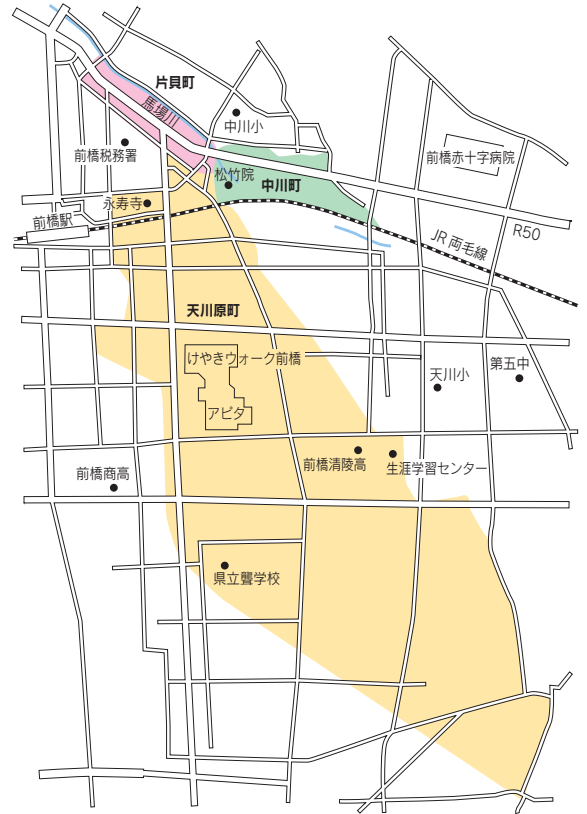 片貝町
馬場川
中川小
前橋税務署
前橋赤十字病院
松竹院
中川町
永寿寺
前橋駅
R50
JR両毛線
天川原町
けやきウォーク前橋
第五中
天川小
アピタ
前橋清陵高
生涯学習センター
前橋商高
県立聾学校